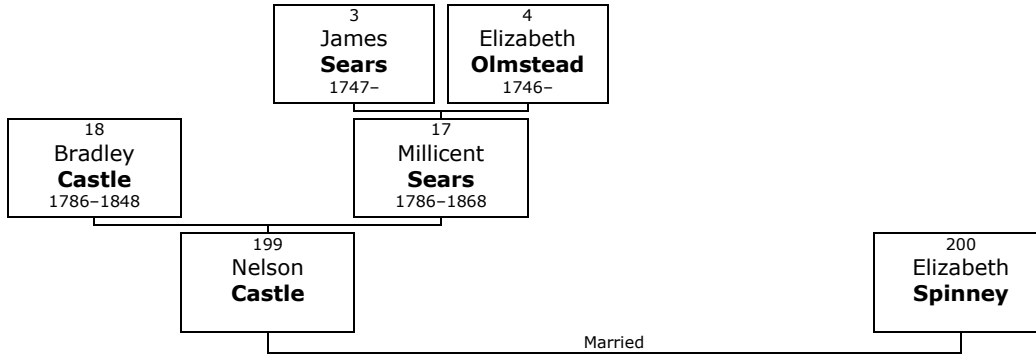 3
James
Sears
1747–
4
Elizabeth
Olmstead
1746–
18
Bradley
Castle
1786–1848
17
Millicent
Sears
1786–1868
199
Nelson
Castle
200
Elizabeth
Spinney
Married